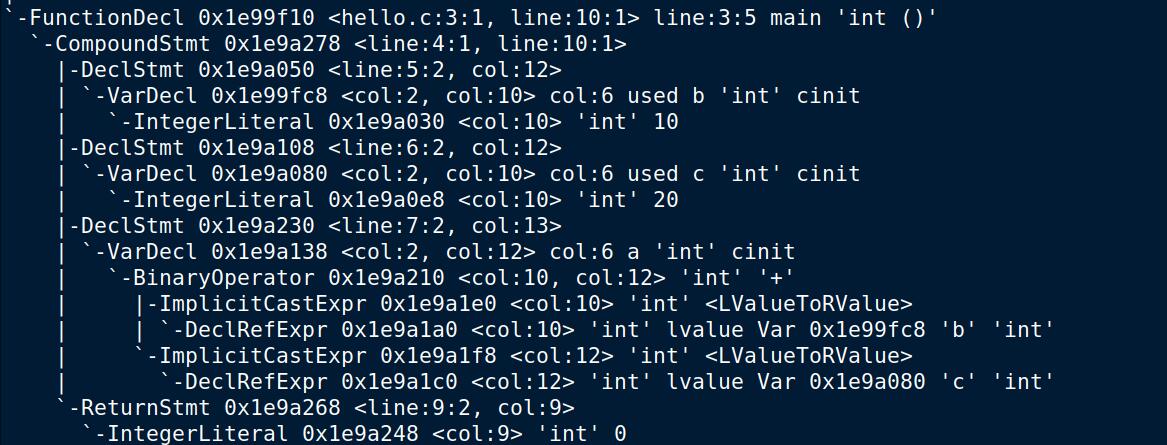 `-FunctionDecl 0x1e99f10 <hello.c:3:1, line:10:1> line:3:5 main 'int ()'
  `-CompoundStmt 0x1e9a278 <line:4:1, line:10:1>
    |-DeclStmt 0x1e9a050 <line:5:2, col:12>
    | `-VarDecl 0x1e99fc8 <col:2, col:10> col:6 used b 'int' cinit
    |   `-IntegerLiteral 0x1e9a030 <col:10> 'int' 10
    |-DeclStmt 0x1e9a108 <line:6:2, col:12>
    | `-VarDecl 0x1e9a080 <col:2, col:10> col:6 used c 'int' cinit
    |   `-IntegerLiteral 0x1e9a0e8 <col:10> 'int' 20
    |-DeclStmt 0x1e9a230 <line:7:2, col:13>
    | `-VarDecl 0x1e9a138 <col:2, col:12> col:6 a 'int' cinit
    |   `-BinaryOperator 0x1e9a210 <col:10, col:12> 'int' '+'
    |     |-ImplicitCastExpr 0x1e9a1e0 <col:10> 'int' <LValueToRValue>
    |     | `-DeclRefExpr 0x1e9a1a0 <col:10> 'int' lvalue Var 0x1e99fc8 'b' 'int'
    |     `-ImplicitCastExpr 0x1e9a1f8 <col:12> 'int' <LValueToRValue>
    |       `-DeclRefExpr 0x1e9a1c0 <col:12> 'int' lvalue Var 0x1e9a080 'c' 'int'
    `-ReturnStmt 0x1e9a268 <line:9:2, col:9>
      `-IntegerLiteral 0x1e9a248 <col:9> 'int' 0